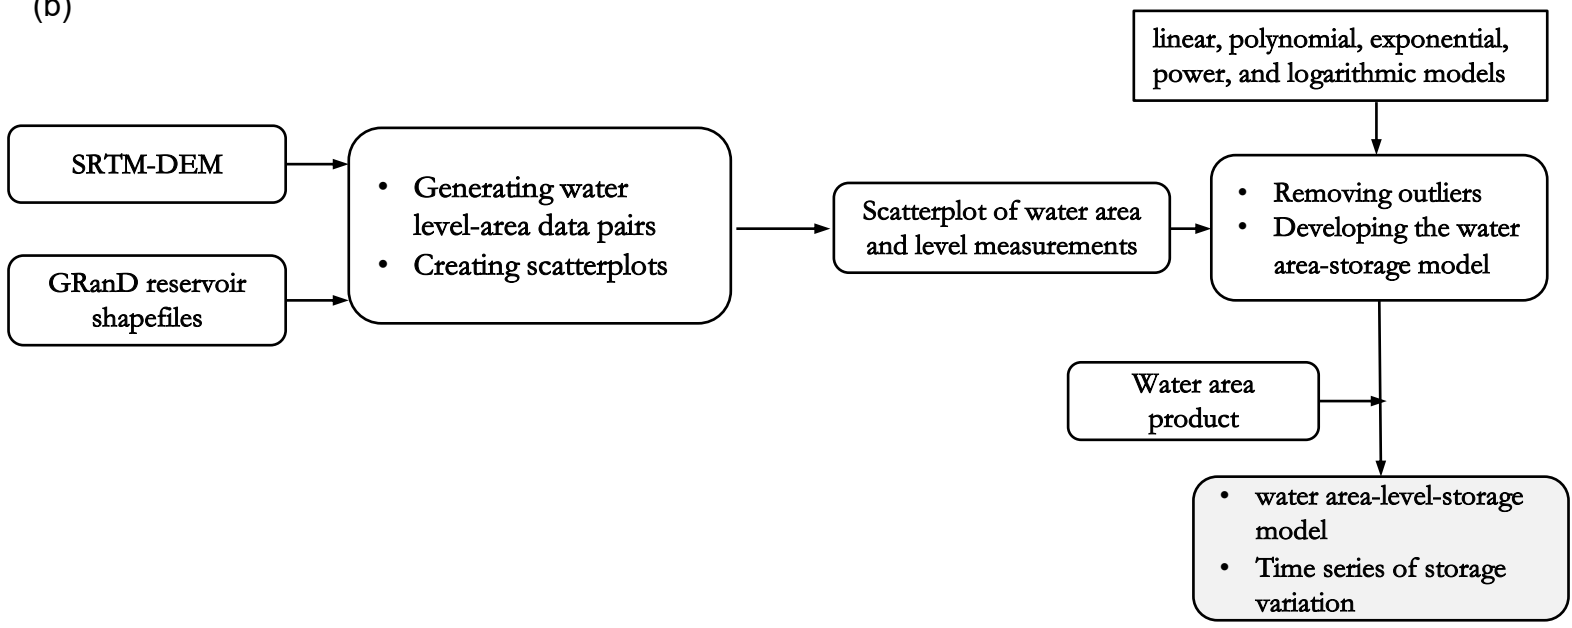 (b)
linear, polynomial, exponential,
power, and logarithmic models
SRTM-DEM
GRanD reservoir
shapefiles
• Generating water
level-area data pairs
• Creating scatterplots
Scatterplot of water area
and level measurements
• Removing outliers
• Developing the water
area-storage model
Water area
product
• water area-level-storage
model
• Time series of storage
variation